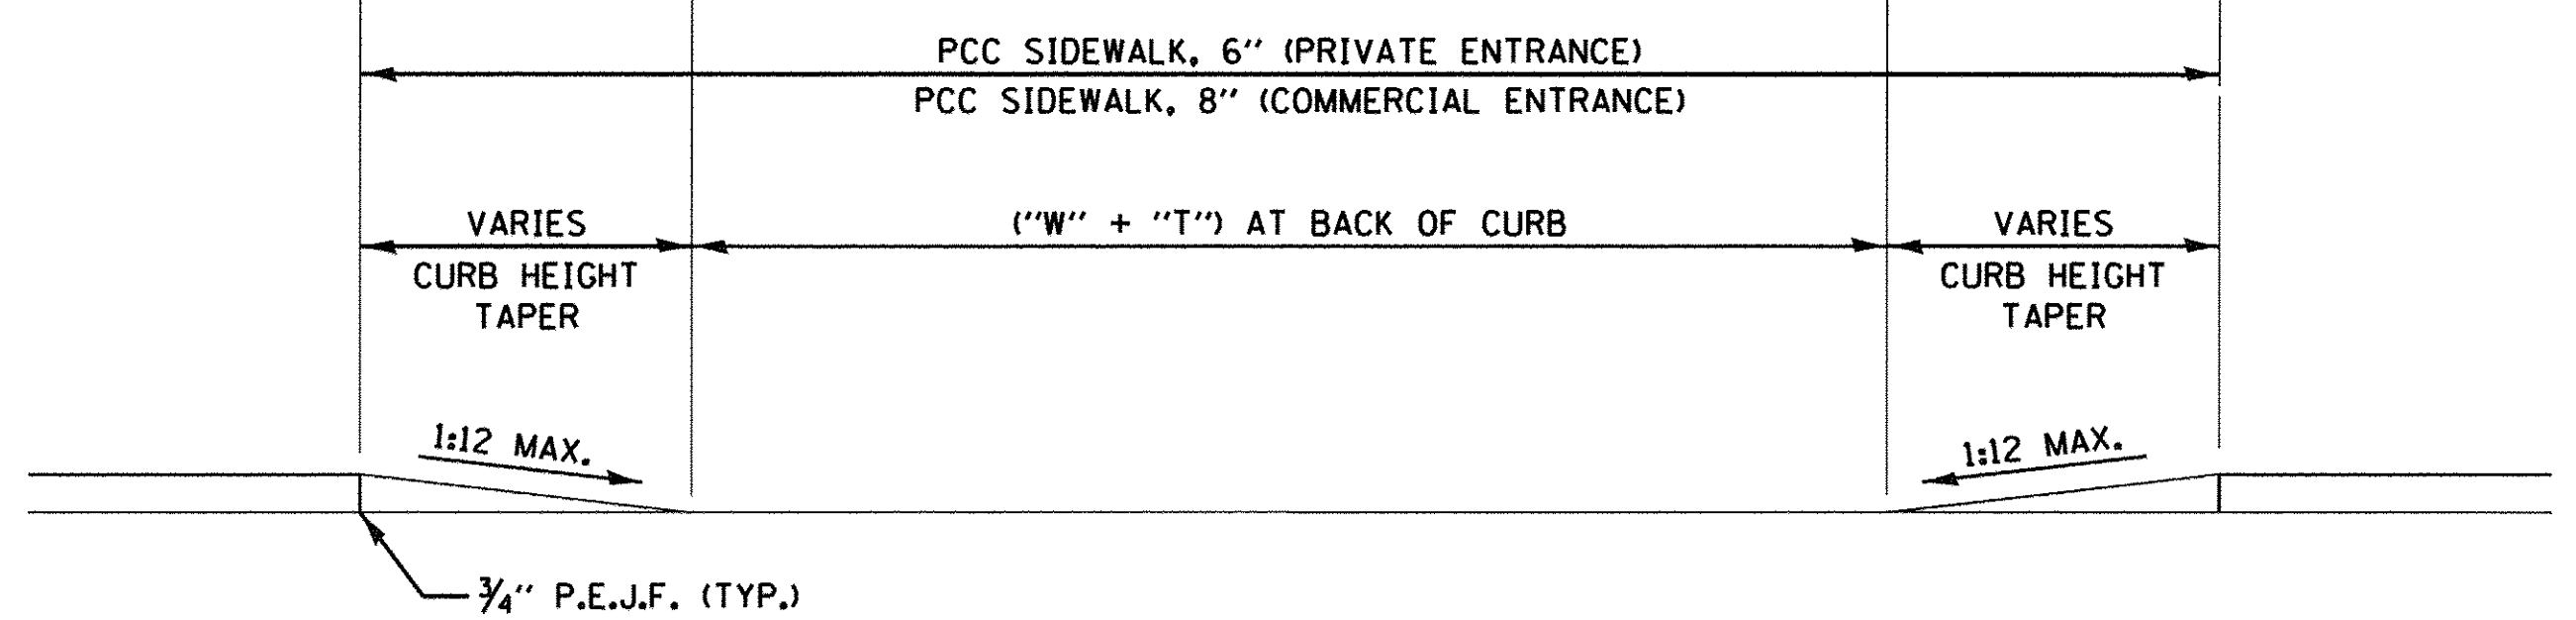 PCC SIDEWALK, 6" (PRIVATE ENTRANCE)
PCC SIDEWALK, 8" (COMMERCIAL ENTRANCE)
VARIES
CURB HEIGHT
TAPER
("W" + "T") AT BACK OF CURB
VARIES
CURB HEIGHT
TAPER
1:12 MAX.
1:12 MAX.
3/4" P.E.J.F. (TYP.)